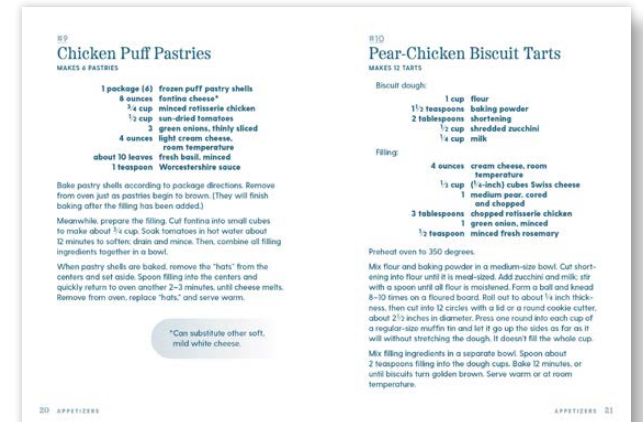 #9
Chicken Puff Pastries
MAKES 6 PASTRIES
1 package (6) frozen puff pastry shells
6 ounces fontina cheese*
3/4 cup minced rotisserie chicken
1/2 cup sun-dried tomatoes
3 green onions, thinly sliced
4 ounces light cream cheese,
room temperature
about 10 leaves fresh basil, minced
1 teaspoon Worcestershire sauce
Bake pastry shells according to package directions. Remove
from oven just as pastries begin to brown. (They will finish
baking after the filling has been added.)
Meanwhile, prepare the filling. Cut fontina into small cubes
to make about 3/4 cup. Soak tomatoes in hot water about
12 minutes to soften; drain and mince. Then, combine all filling
ingredients together in a bowl.
When pastry shells are baked, remove the "hats" from the
centers and set aside. Spoon filling into the centers and
quickly return to oven another 2–3 minutes, until cheese melts.
Remove from oven, replace "hats," and serve warm.
*Can substitute other soft,
mild white cheese.
20 APPETIZERS
#10
Pear-Chicken Biscuit Tarts
MAKES 12 TARTS
Biscuit dough:
1 cup flour
1 1/2 teaspoons baking powder
2 tablespoons shortening
1/2 cup shredded zucchini
1/4 cup milk
Filling:
4 ounces cream cheese, room
temperature
1/3 cup (1/4-inch) cubes Swiss cheese
1 medium pear, cored
and chopped
3 tablespoons chopped rotisserie chicken
1 green onion, minced
1/2 teaspoon minced fresh rosemary
Preheat oven to 350 degrees.
Mix flour and baking powder in a medium-size bowl. Cut short-
ening into flour until it is meal-sized. Add zucchini and milk; stir
with a spoon until all flour is moistened. Form a ball and knead
8–10 times on a floured board. Roll out to about 1/4 inch thick-
ness, then cut into 12 circles with a lid or a round cookie cutter,
about 2 1/2 inches in diameter. Press one round into each cup of
a regular-size muffin tin and let it go up the sides as far as it
will without stretching the dough. It doesn't fill the whole cup.
Mix filling ingredients in a separate bowl. Spoon about
2 teaspoons filling into the dough cups. Bake 12 minutes, or
until biscuits turn golden brown. Serve warm or at room
temperature.
APPETIZERS 21